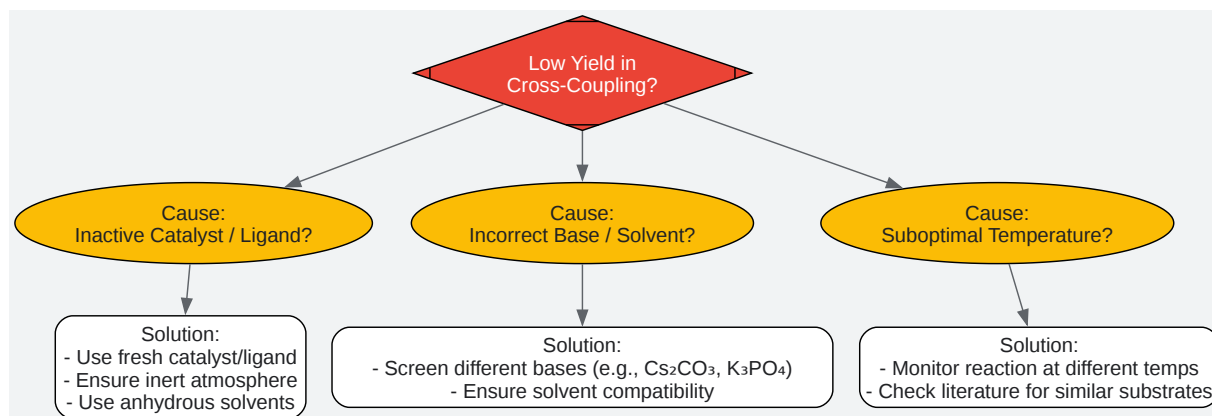 Low Yield in
Cross-Coupling?
Cause:
Inactive Catalyst / Ligand?
Cause:
Incorrect Base / Solvent?
Cause:
Suboptimal Temperature?
Solution:
- Use fresh catalyst/ligand
- Ensure inert atmosphere
- Use anhydrous solvents
Solution:
- Screen different bases (e.g., Cs₂CO₃, K₃PO₄)
- Ensure solvent compatibility
Solution:
- Monitor reaction at different temps
- Check literature for similar substrates